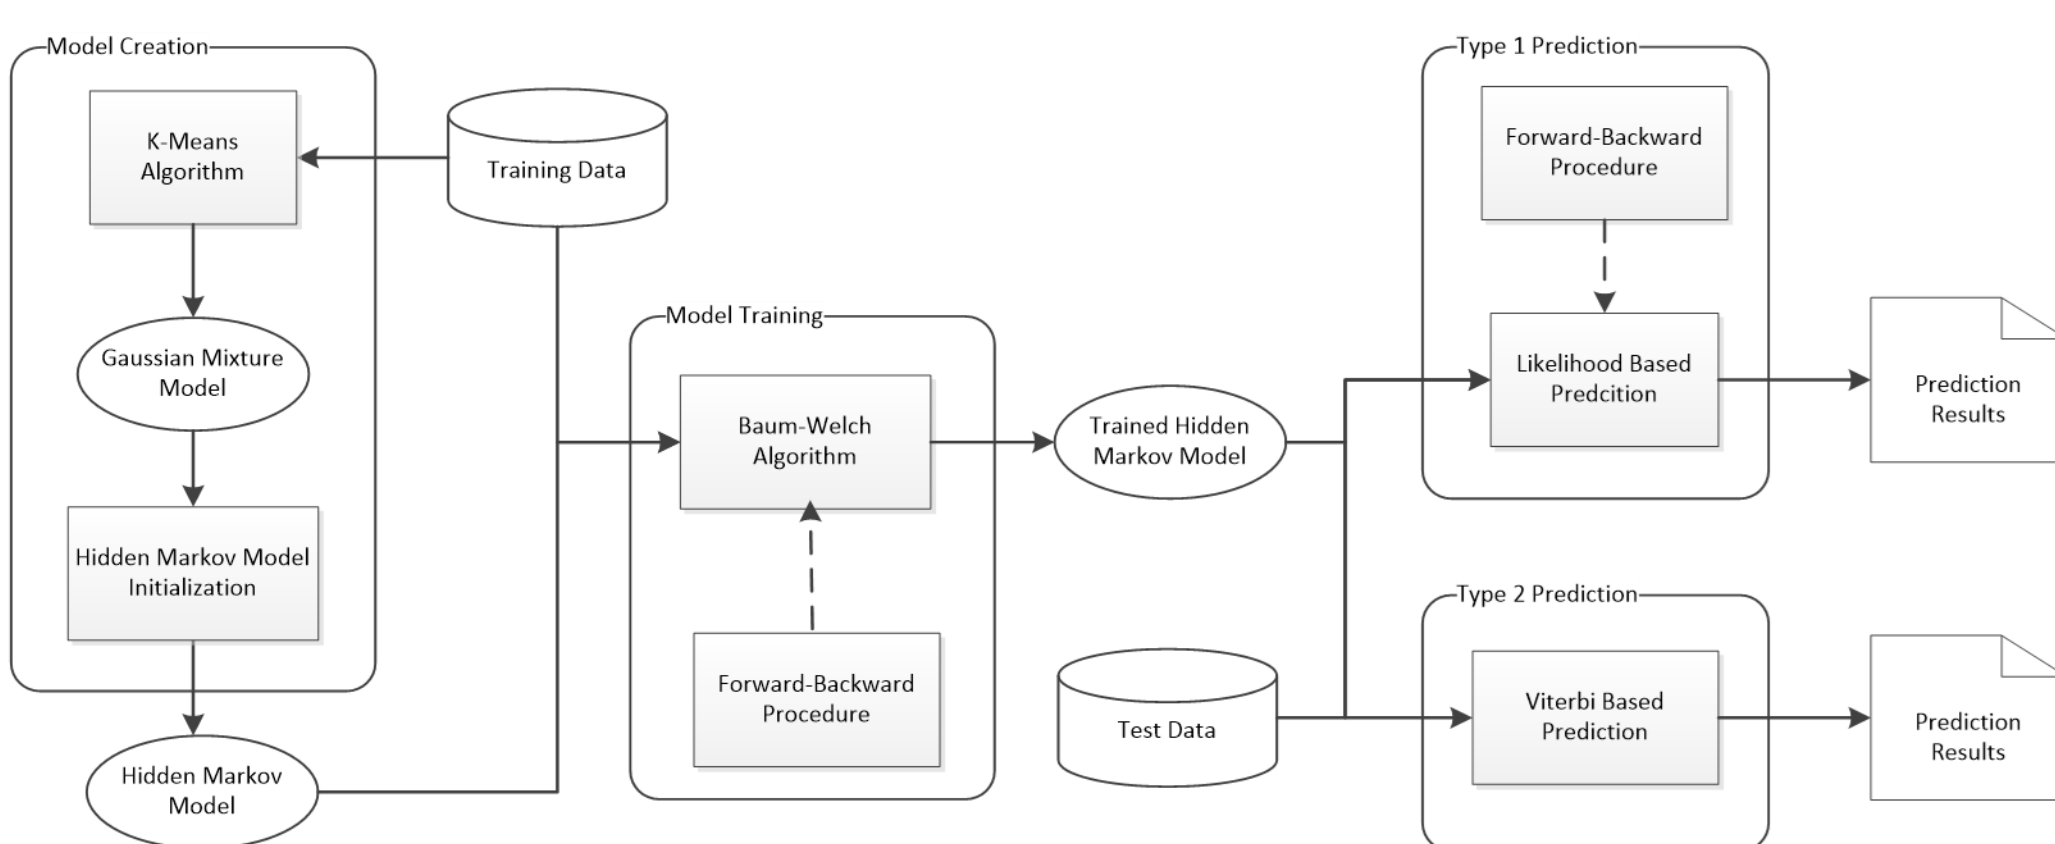 Model Creation
K-Means
Algorithm
Gaussian Mixture
Model
Hidden Markov Model
Initialization
Hidden Markov
Model
Training Data
Model Training
Baum-Welch
Algorithm
Forward-Backward
Procedure
Trained Hidden
Markov Model
Test Data
Type 1 Prediction
Forward-Backward
Procedure
Likelihood Based
Predcition
Prediction
Results
Type 2 Prediction
Viterbi Based
Prediction
Prediction
Results